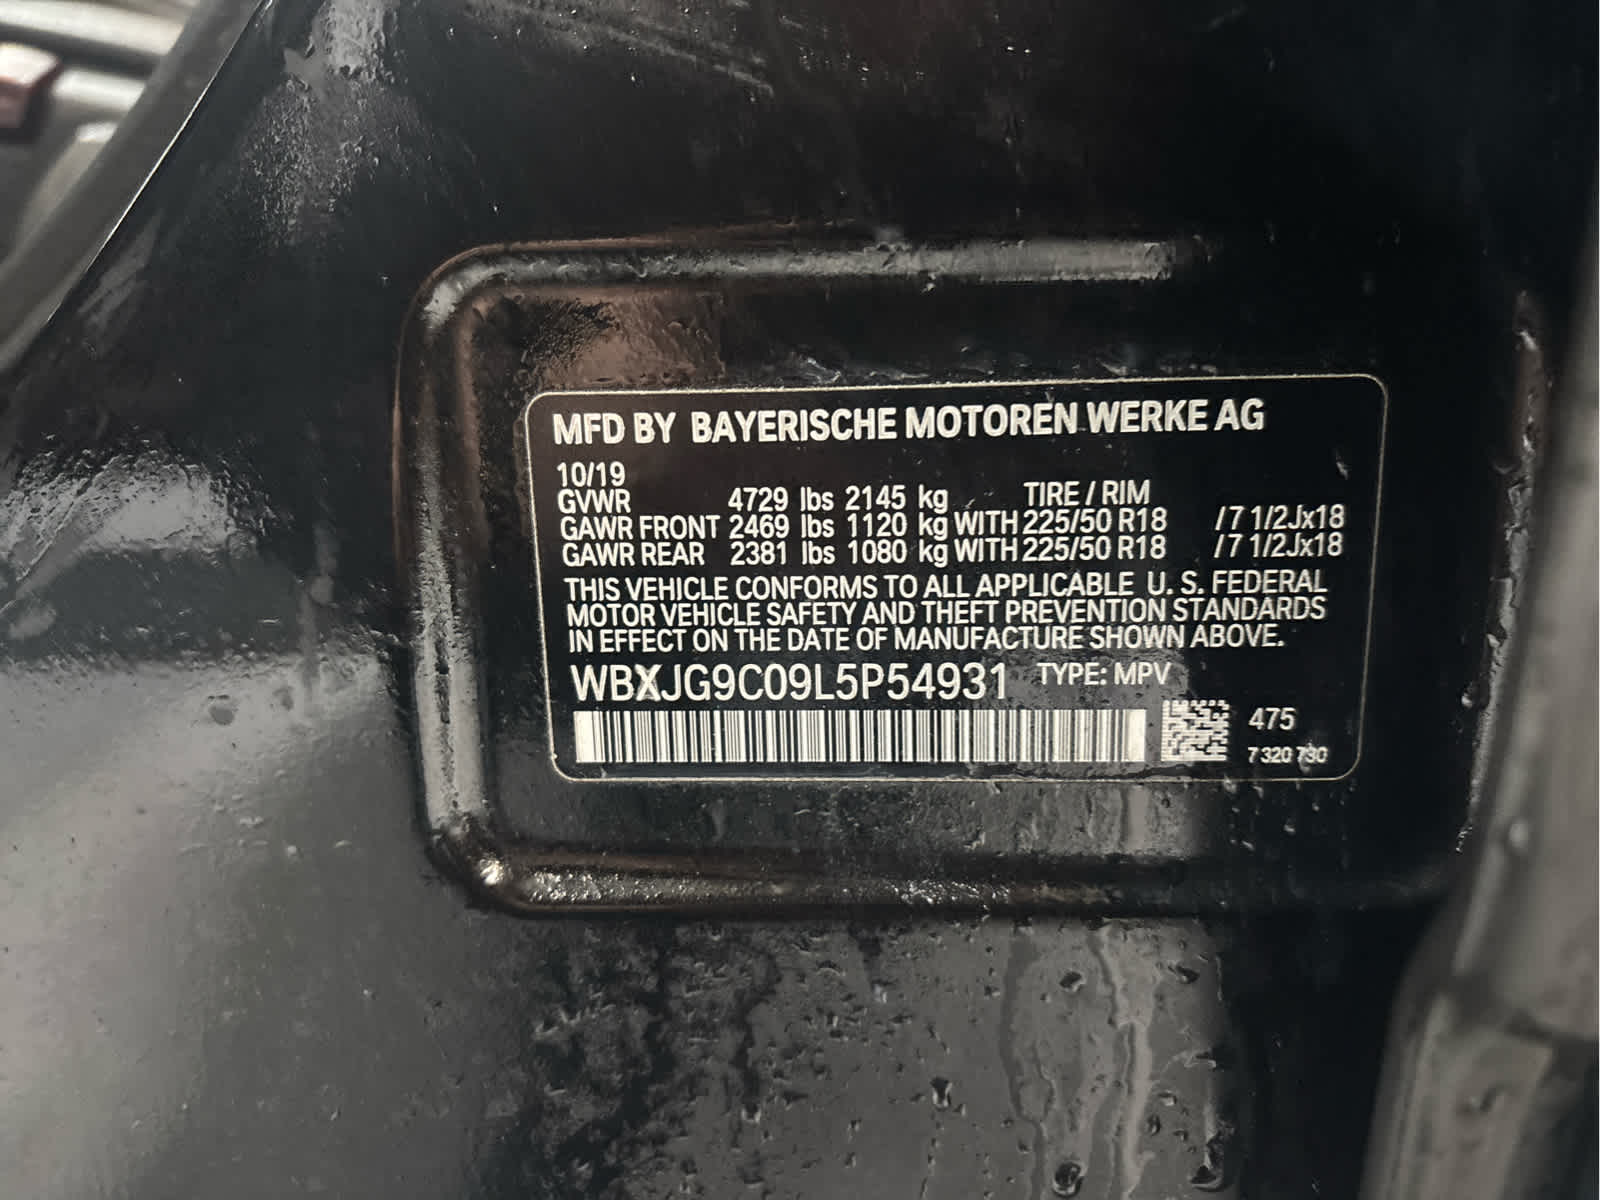 MFD BY BAYERISCHE MOTOREN WERKE AG
10/19
GVWR 4729 lbs 2145 kg TIRE / RIM
GAWR FRONT 2469 lbs 1120 kg WITH 225/50 R18 /7 1/2Jx18
GAWR REAR 2381 lbs 1080 kg WITH 225/50 R18 /7 1/2Jx18
THIS VEHICLE CONFORMS TO ALL APPLICABLE U. S. FEDERAL
MOTOR VEHICLE SAFETY AND THEFT PREVENTION STANDARDS
IN EFFECT ON THE DATE OF MANUFACTURE SHOWN ABOVE.
WBXJG9C09L5P54931 TYPE: MPV
475
7 320 730